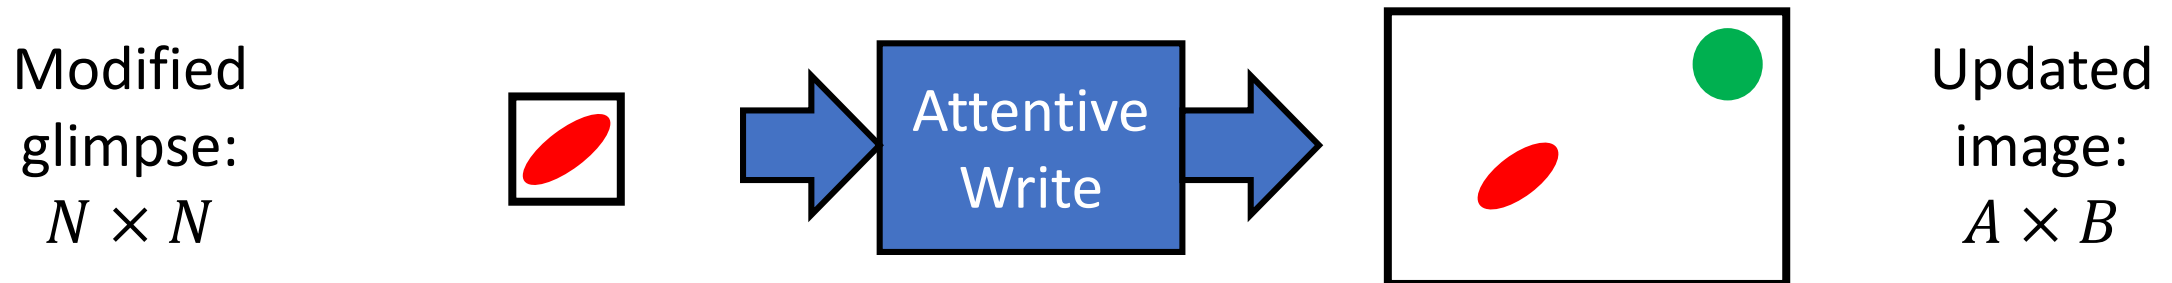 Modified
glimpse:
N × N
Attentive
Write
Updated
image:
A × B